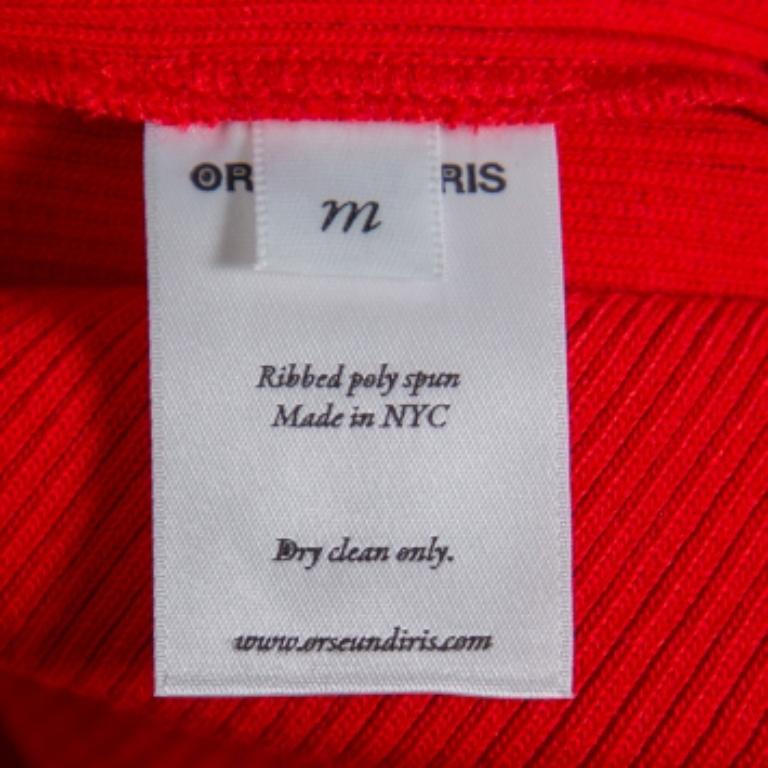 OR RIS
m
Ribbed poly spun
Made in NYC
Dry clean only.
www.orseundiris.com